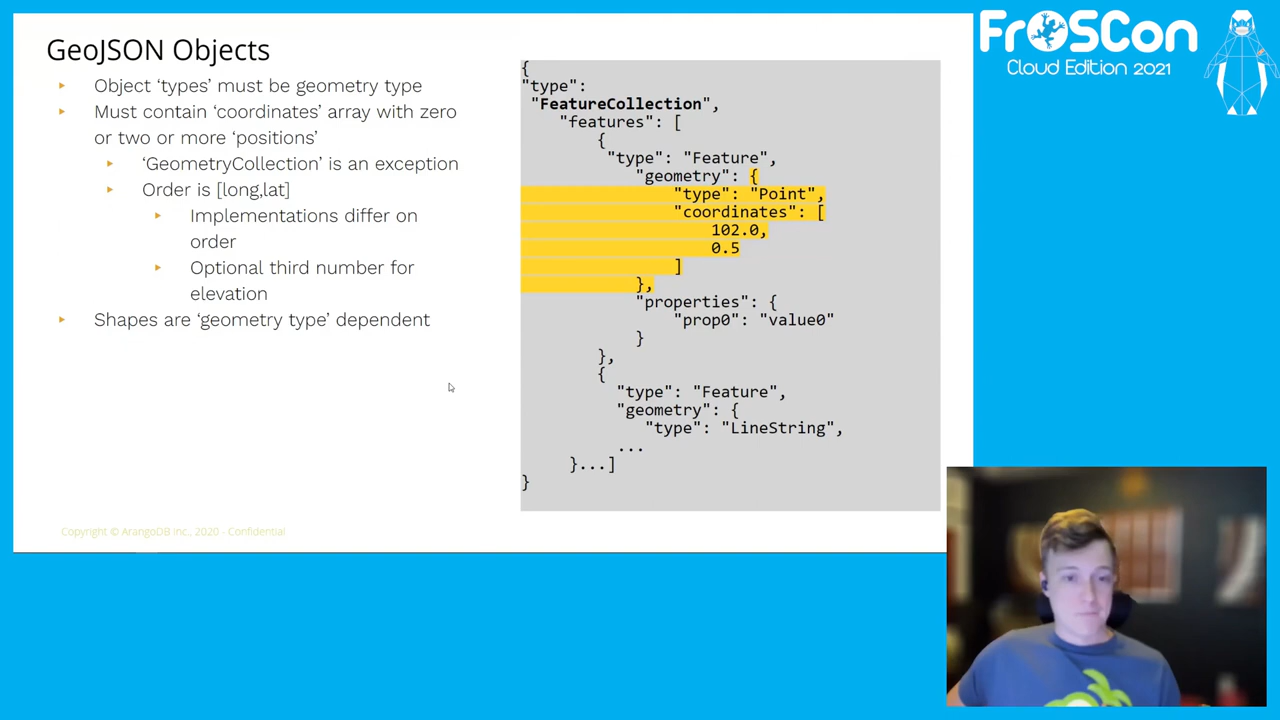 GeoJSON Objects
Object ‘types’ must be geometry type
Must contain ‘coordinates’ array with zero
or two or more ‘positions’
‘GeometryCollection’ is an exception
Order is [long,lat]
Implementations differ on
order
Optional third number for
elevation
Shapes are ‘geometry type’ dependent
Copyright © ArangoDB Inc., 2020 - Confidential
{
"type":
"FeatureCollection",
"features": [
{
"type": "Feature",
"geometry": {
"type": "Point",
"coordinates": [
102.0,
0.5
]
},
"properties": {
"prop0": "value0"
}
},
{
"type": "Feature",
"geometry": {
"type": "LineString",
...
}...]
}
FrOSCon
Cloud Edition 2021